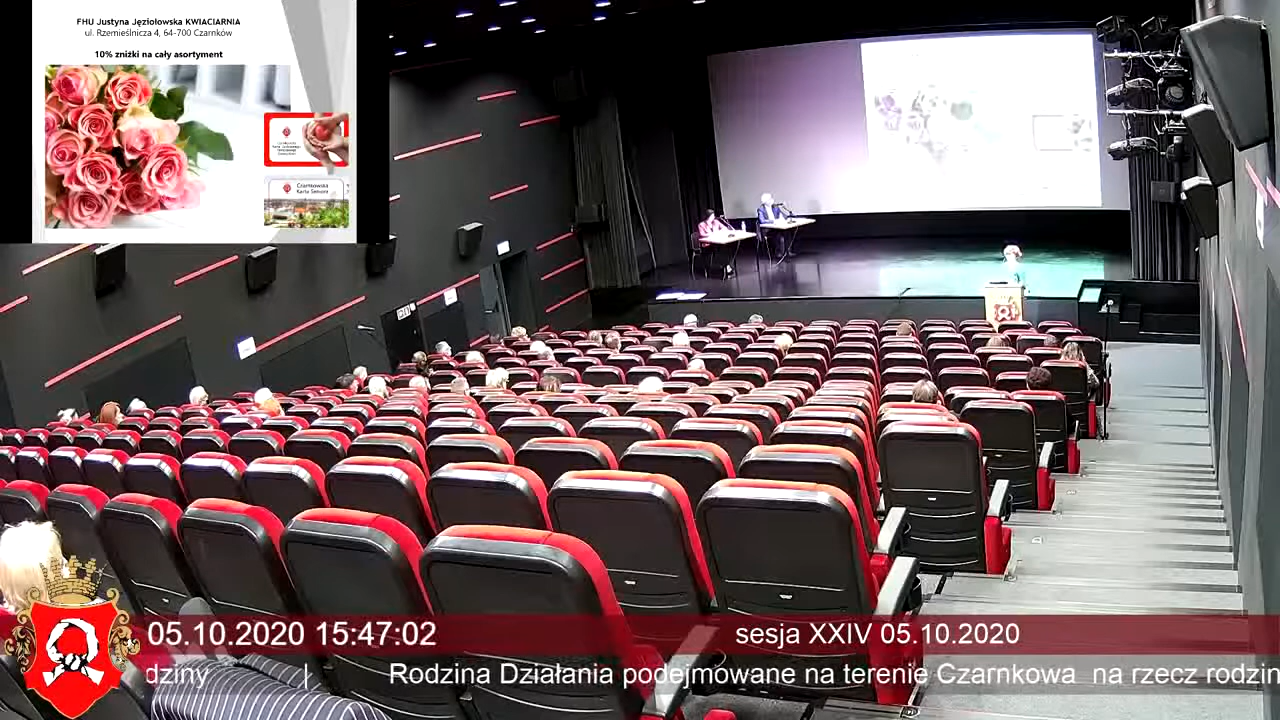 FHU Justyna Jęziołowska KWIACIARNIA
ul. Rzemieślnicza 4, 64-700 Czarnków
10% zniżki na cały asortyment
Czarnkowska
Karta Seniora
05.10.2020 15:47:02
sesja XXIV 05.10.2020
dziny | Rodzina Działania podejmowane na terenie Czarnkowa na rzecz rodzin